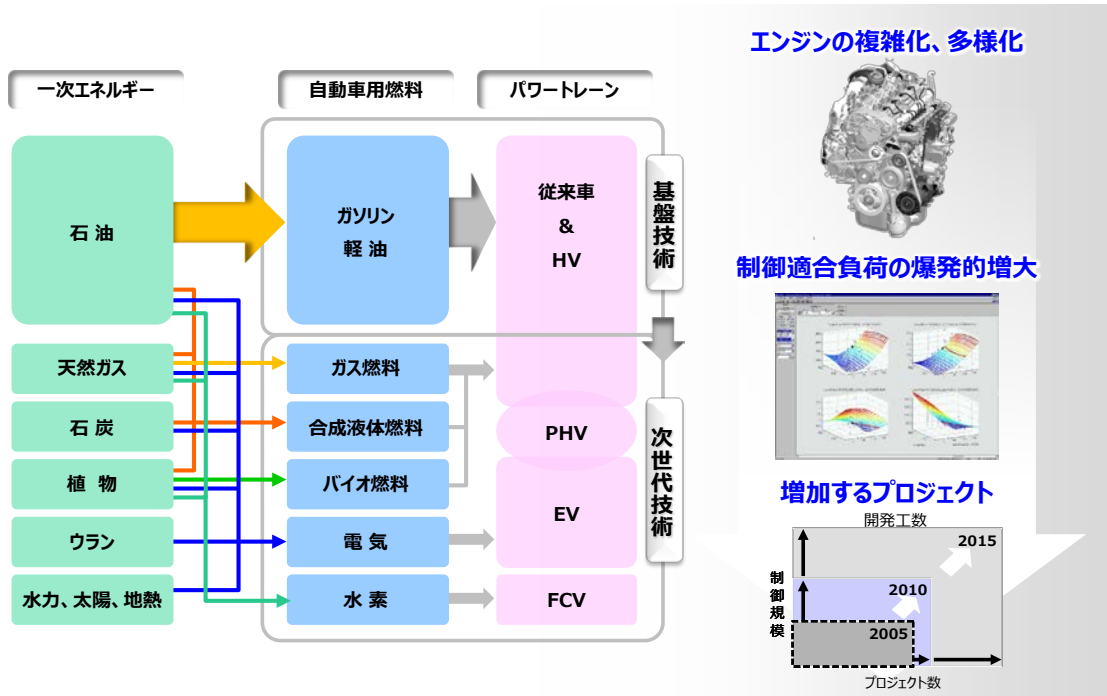 一次エネルギー
自動車用燃料
パワートレーン
石 油
天然ガス
石 炭
植 物
ウラン
水力、太陽、地熱
ガソリン
軽 油
ガス燃料
合成液体燃料
バイオ燃料
電 気
水 素
従来車
&
HV
PHV
EV
FCV
基盤技術
次世代技術
エンジンの複雑化、多様化
制御適合負荷の爆発的増大
増加するプロジェクト
開発工数
2015
2010
2005
制御規模
プロジェクト数